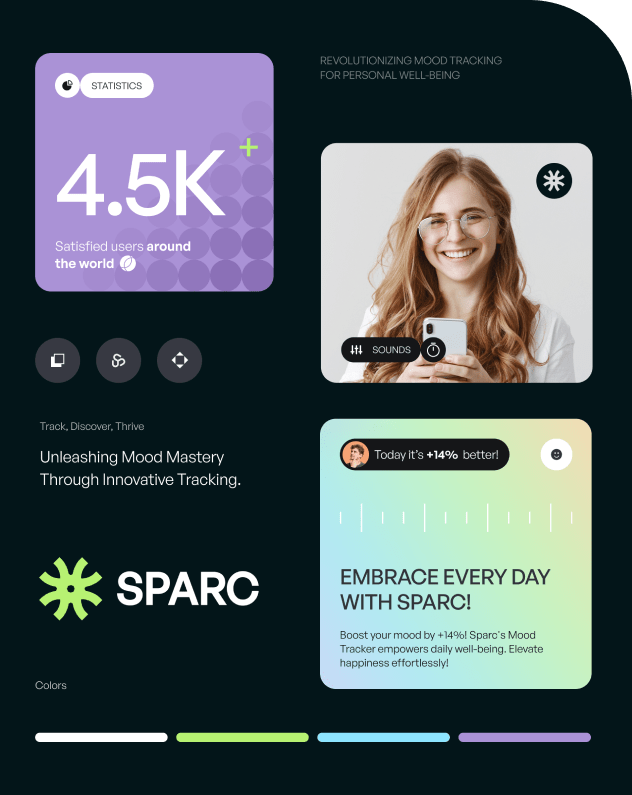 STATISTICS
4.5K+
Satisfied users around
the world
REVOLUTIONIZING MOOD TRACKING
FOR PERSONAL WELL-BEING
SOUNDS
Track, Discover, Thrive
Unleashing Mood Mastery
Through Innovative Tracking.
SPARC
Today it's +14% better!
EMBRACE EVERY DAY
WITH SPARC!
Boost your mood by +14%! Sparc's Mood
Tracker empowers daily well-being. Elevate
happiness effortlessly!
Colors